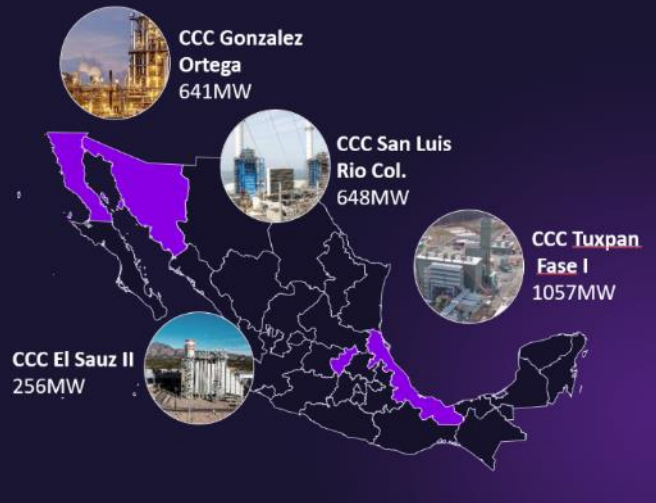 CCC Gonzalez
Ortega
641MW
CCC San Luis
Rio Col.
648MW
CCC Tuxpan
Fase I
1057MW
CCC El Sauz II
256MW